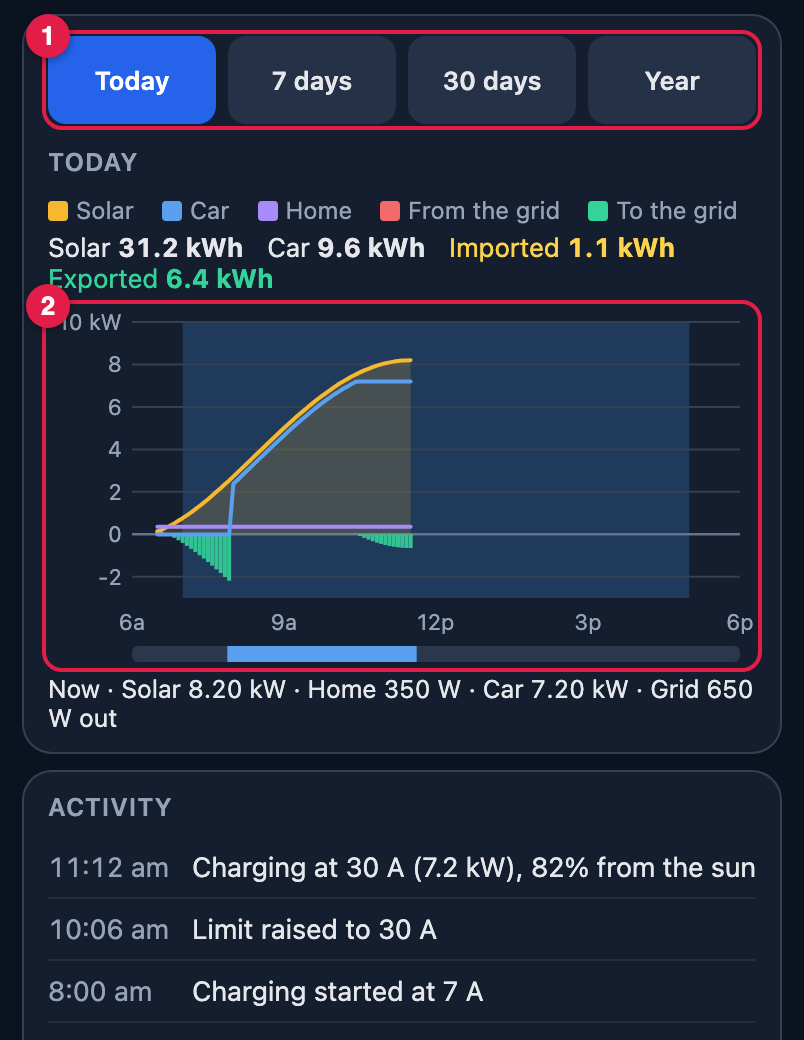 1
Today 7 days 30 days Year
TODAY
Solar Car Home From the grid To the grid
Solar 31.2 kWh Car 9.6 kWh Imported 1.1 kWh
Exported 6.4 kWh
2
10 kW
8
6
4
2
0
-2
6a 9a 12p 3p 6p
Now · Solar 8.20 kW · Home 350 W · Car 7.20 kW · Grid 650
W out
ACTIVITY
11:12 am Charging at 30 A (7.2 kW), 82% from the sun
10:06 am Limit raised to 30 A
8:00 am Charging started at 7 A